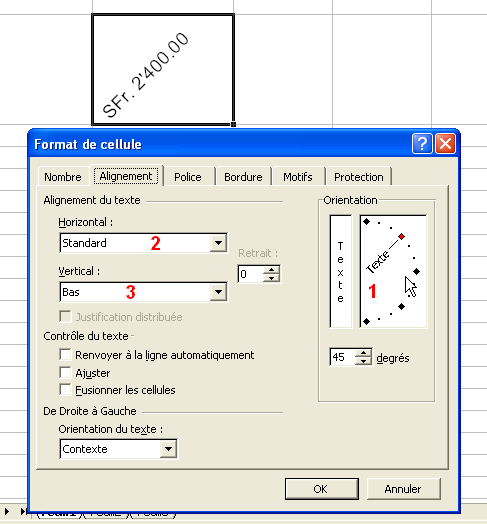 SFr. 2'400.00
Format de cellule
Nombre Alignement Police Bordure Motifs Protection
Alignement du texte
Horizontal :
Standard 2
Retrait :
0
Vertical :
Bas 3
Justification distribuée
Contrôle du texte
Renvoyer à la ligne automatiquement
Ajuster
Fusionner les cellules
De Droite à Gauche
Orientation du texte :
Contexte
Orientation
Texte
Texte
1
45 degrés
OK Annuler